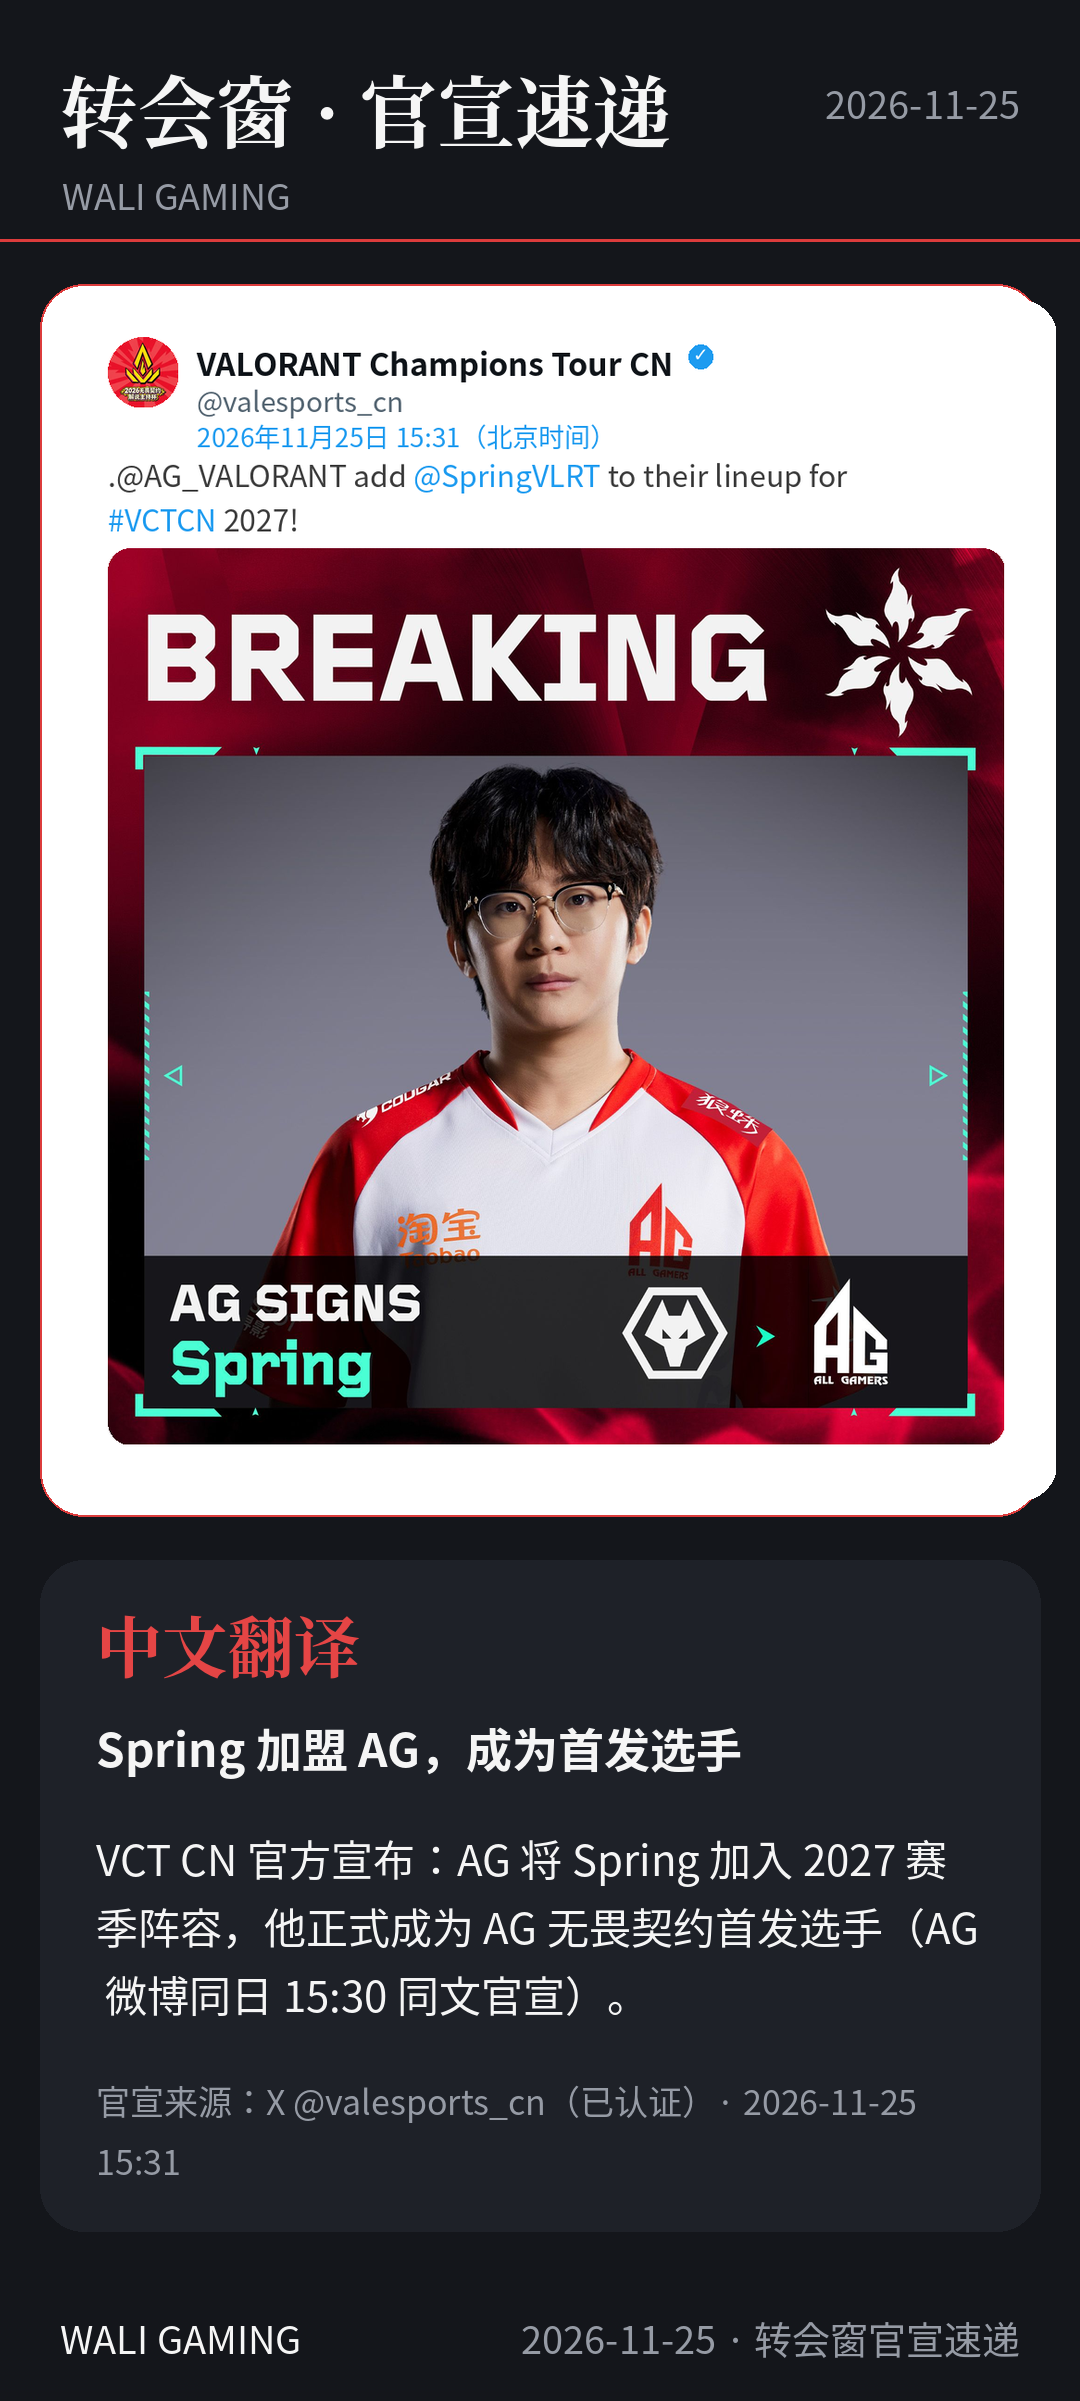 转会窗 · 官宣速递
2026-11-25
WALI GAMING
VALORANT Champions Tour CN
@valesports_cn
2026年11月25日 15:31（北京时间）
.@AG_VALORANT add @SpringVLRT to their lineup for
#VCTCN 2027!
BREAKING
COUGAR
狼蛛
淘宝
Taobao
AG
ALL GAMERS
AG SIGNS
Spring
AG
ALL GAMERS
中文翻译
Spring 加盟 AG，成为首发选手
VCT CN 官方宣布：AG 将 Spring 加入 2027 赛
季阵容，他正式成为 AG 无畏契约首发选手（AG
微博同日 15:30 同文官宣）。
官宣来源：X @valesports_cn（已认证）· 2026-11-25
15:31
WALI GAMING
2026-11-25 · 转会窗官宣速递